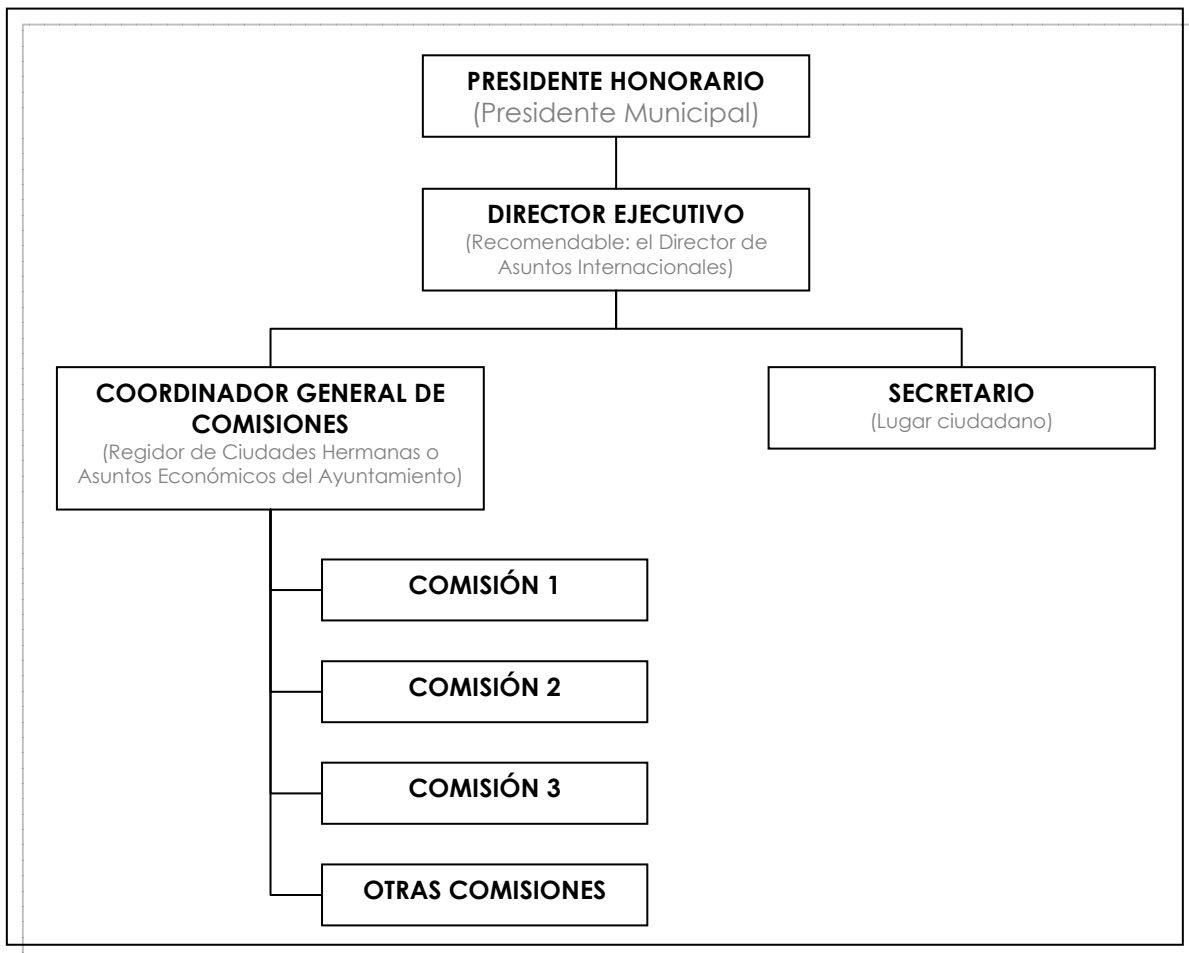 PRESIDENTE HONORARIO
(Presidente Municipal)
DIRECTOR EJECUTIVO
(Recomendable: el Director de
Asuntos Internacionales)
COORDINADOR GENERAL DE
COMISIONES
(Regidor de Ciudades Hermanas o
Asuntos Económicos del Ayuntamiento)
SECRETARIO
(Lugar ciudadano)
COMISIÓN 1
COMISIÓN 2
COMISIÓN 3
OTRAS COMISIONES